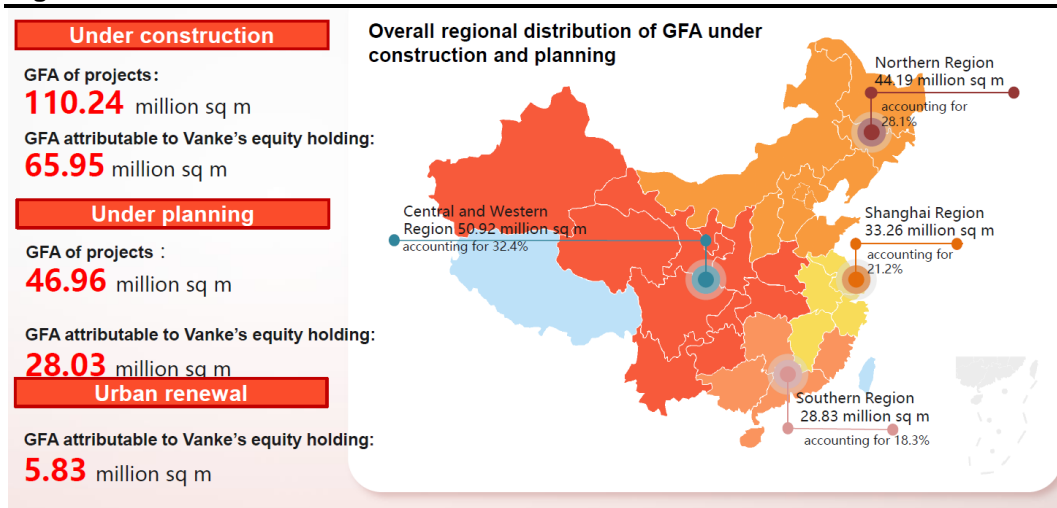 Under construction
GFA of projects:
110.24 million sq m
GFA attributable to Vanke's equity holding:
65.95 million sq m
Under planning
GFA of projects：
46.96 million sq m
GFA attributable to Vanke's equity holding:
28.03 million sq m
Urban renewal
GFA attributable to Vanke's equity holding:
5.83 million sq m
Overall regional distribution of GFA under
construction and planning
Northern Region
44.19 million sq m
accounting for
28.1%
Central and Western
Region 50.92 million sq m
accounting for 32.4%
Shanghai Region
33.26 million sq m
accounting for
21.2%
Southern Region
28.83 million sq m
accounting for 18.3%